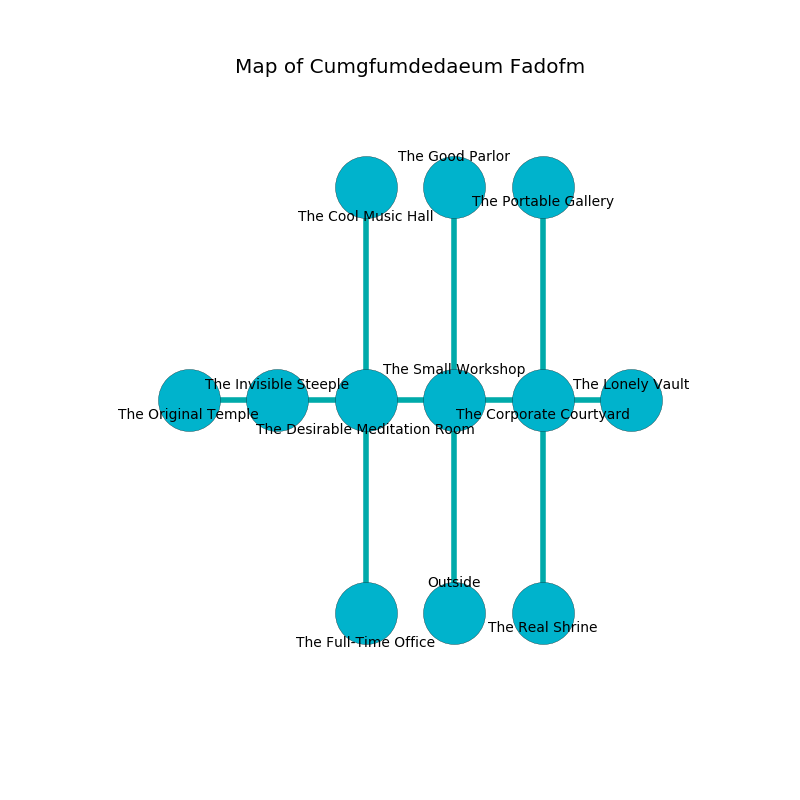 Map of Cumgfumdedaeum Fadofm
The Good Parlor
The Portable Gallery
The Cool Music Hall
The Small Workshop
The Invisible Steeple
The Lonely Vault
The Original Temple
The Corporate Courtyard
The Desirable Meditation Room
Outside
The Real Shrine
The Full-Time Office